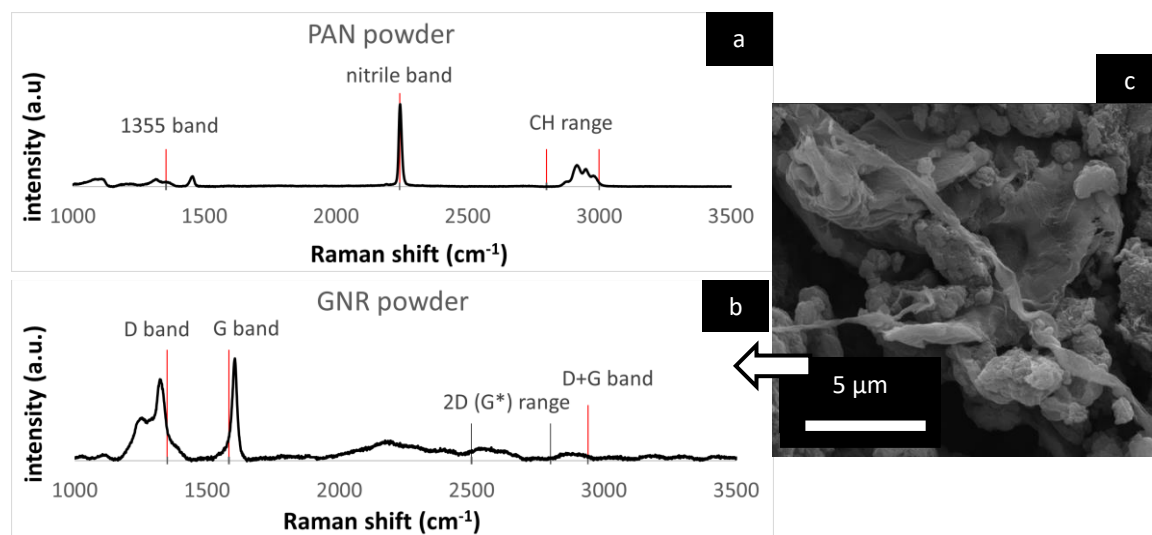 PAN powder
a
nitrile band
1355 band
CH range
intensity (a.u)
1000 1500 2000 2500 3000 3500
Raman shift (cm⁻¹)
GNR powder
b
D band G band
D+G band
2D (G*) range
intensity (a.u.)
1000 1500 2000 2500 3000 3500
Raman shift (cm⁻¹)
c
5 µm